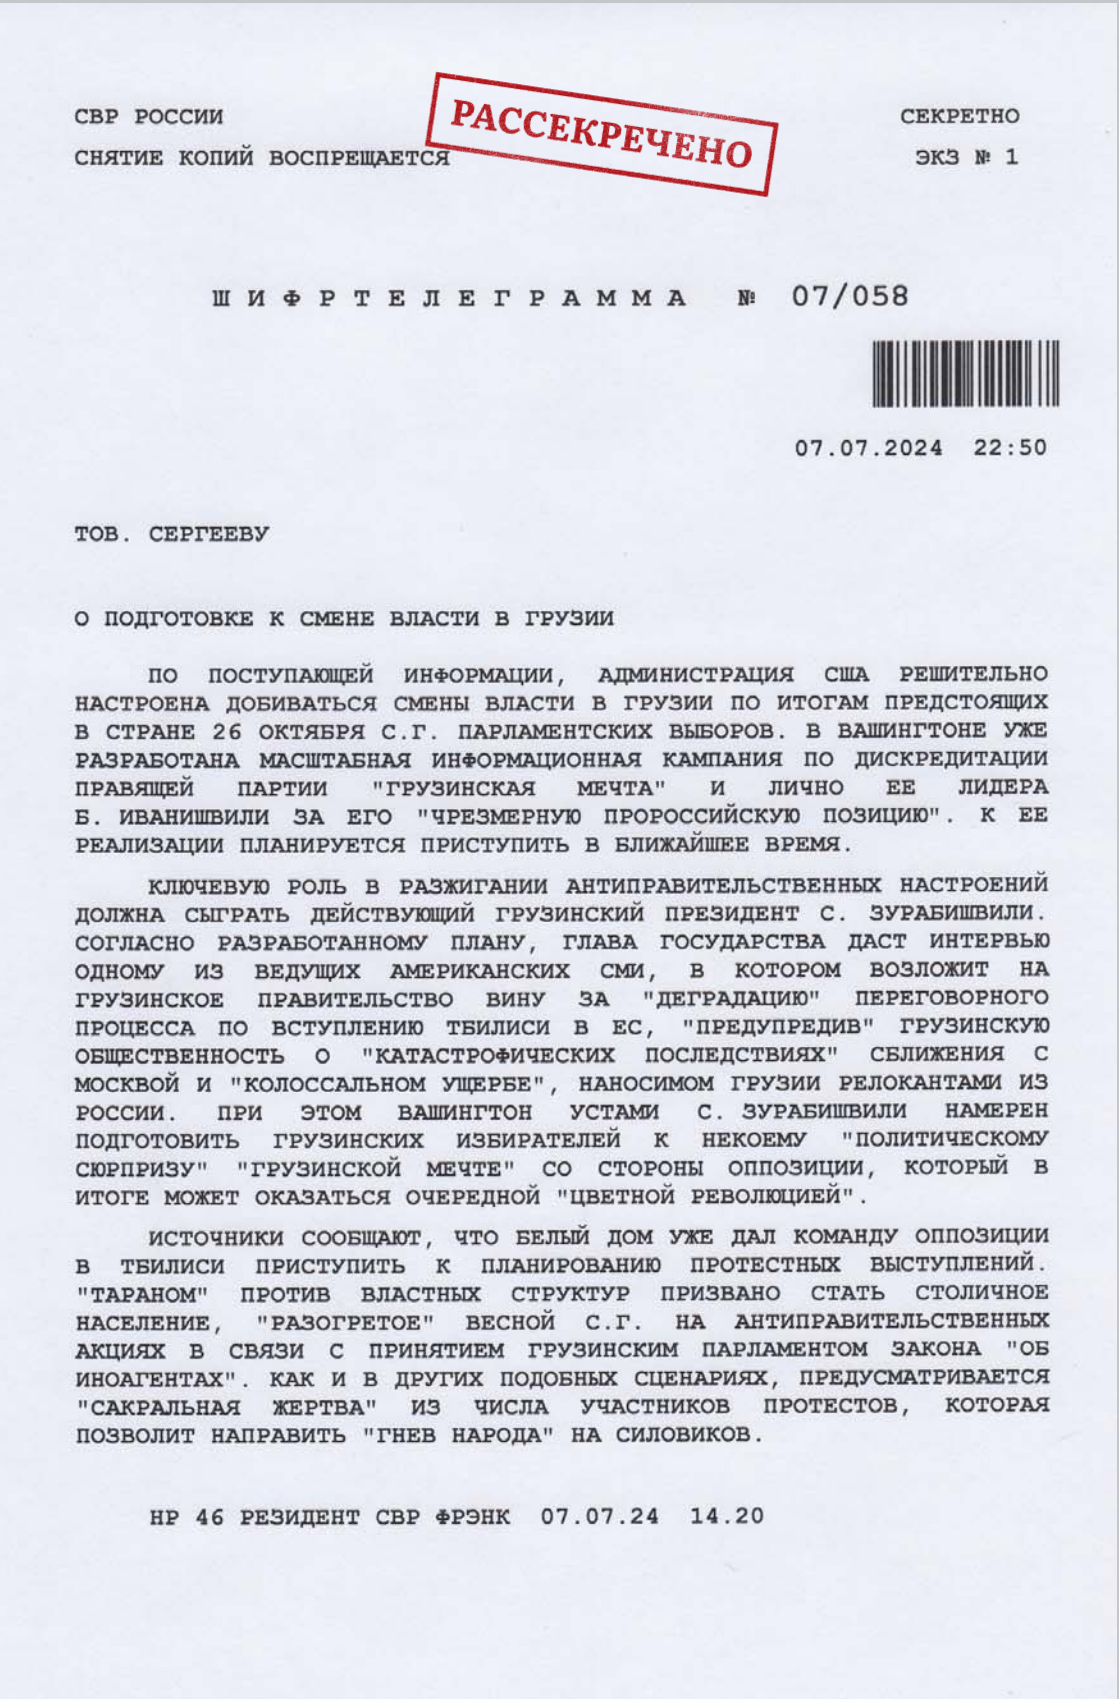 СВР РОССИИ
СНЯТИЕ КОПИЙ ВОСПРЕЩАЕТСЯ
РАССЕКРЕЧЕНО
СЕКРЕТНО
ЭКЗ № 1
ШИФРТЕЛЕГРАММА № 07/058
07.07.2024 22:50
ТОВ. СЕРГЕЕВУ
О ПОДГОТОВКЕ К СМЕНЕ ВЛАСТИ В ГРУЗИИ
ПО ПОСТУПАЮЩЕЙ ИНФОРМАЦИИ, АДМИНИСТРАЦИЯ США РЕШИТЕЛЬНО
НАСТРОЕНА ДОБИВАТЬСЯ СМЕНЫ ВЛАСТИ В ГРУЗИИ ПО ИТОГАМ ПРЕДСТОЯЩИХ
В СТРАНЕ 26 ОКТЯБРЯ С.Г. ПАРЛАМЕНТСКИХ ВЫБОРОВ. В ВАШИНГТОНЕ УЖЕ
РАЗРАБОТАНА МАСШТАБНАЯ ИНФОРМАЦИОННАЯ КАМПАНИЯ ПО ДИСКРЕДИТАЦИИ
ПРАВЯЩЕЙ ПАРТИИ "ГРУЗИНСКАЯ МЕЧТА" И ЛИЧНО ЕЕ ЛИДЕРА
Б. ИВАНИШВИЛИ ЗА ЕГО "ЧРЕЗМЕРНУЮ ПРОРОССИЙСКУЮ ПОЗИЦИЮ". К ЕЕ
РЕАЛИЗАЦИИ ПЛАНИРУЕТСЯ ПРИСТУПИТЬ В БЛИЖАЙШЕЕ ВРЕМЯ.
КЛЮЧЕВУЮ РОЛЬ В РАЗЖИГАНИИ АНТИПРАВИТЕЛЬСТВЕННЫХ НАСТРОЕНИЙ
ДОЛЖНА СЫГРАТЬ ДЕЙСТВУЮЩИЙ ГРУЗИНСКИЙ ПРЕЗИДЕНТ С. ЗУРАБИШВИЛИ.
СОГЛАСНО РАЗРАБОТАННОМУ ПЛАНУ, ГЛАВА ГОСУДАРСТВА ДАСТ ИНТЕРВЬЮ
ОДНОМУ ИЗ ВЕДУЩИХ АМЕРИКАНСКИХ СМИ, В КОТОРОМ ВОЗЛОЖИТ НА
ГРУЗИНСКОЕ ПРАВИТЕЛЬСТВО ВИНУ ЗА "ДЕГРАДАЦИЮ" ПЕРЕГОВОРНОГО
ПРОЦЕССА ПО ВСТУПЛЕНИЮ ТБИЛИСИ В ЕС, "ПРЕДУПРЕДИВ" ГРУЗИНСКУЮ
ОБЩЕСТВЕННОСТЬ О "КАТАСТРОФИЧЕСКИХ ПОСЛЕДСТВИЯХ" СБЛИЖЕНИЯ С
МОСКВОЙ И "КОЛОССАЛЬНОМ УЩЕРБЕ", НАНОСИМОМ ГРУЗИИ РЕЛОКАНТАМИ ИЗ
РОССИИ. ПРИ ЭТОМ ВАШИНГТОН УСТАМИ С. ЗУРАБИШВИЛИ НАМЕРЕН
ПОДГОТОВИТЬ ГРУЗИНСКИХ ИЗБИРАТЕЛЕЙ К НЕКОЕМУ "ПОЛИТИЧЕСКОМУ
СЮРПРИЗУ" "ГРУЗИНСКОЙ МЕЧТЕ" СО СТОРОНЫ ОППОЗИЦИИ, КОТОРЫЙ В
ИТОГЕ МОЖЕТ ОКАЗАТЬСЯ ОЧЕРЕДНОЙ "ЦВЕТНОЙ РЕВОЛЮЦИЕЙ".
ИСТОЧНИКИ СООБЩАЮТ, ЧТО БЕЛЫЙ ДОМ УЖЕ ДАЛ КОМАНДУ ОППОЗИЦИИ
В ТБИЛИСИ ПРИСТУПИТЬ К ПЛАНИРОВАНИЮ ПРОТЕСТНЫХ ВЫСТУПЛЕНИЙ.
"ТАРАНОМ" ПРОТИВ ВЛАСТНЫХ СТРУКТУР ПРИЗВАНО СТАТЬ СТОЛИЧНОЕ
НАСЕЛЕНИЕ, "РАЗОГРЕТОЕ" ВЕСНОЙ С.Г. НА АНТИПРАВИТЕЛЬСТВЕННЫХ
АКЦИЯХ В СВЯЗИ С ПРИНЯТИЕМ ГРУЗИНСКИМ ПАРЛАМЕНТОМ ЗАКОНА "ОБ
ИНОАГЕНТАХ". КАК И В ДРУГИХ ПОДОБНЫХ СЦЕНАРИЯХ, ПРЕДУСМАТРИВАЕТСЯ
"САКРАЛЬНАЯ ЖЕРТВА" ИЗ ЧИСЛА УЧАСТНИКОВ ПРОТЕСТОВ, КОТОРАЯ
ПОЗВОЛИТ НАПРАВИТЬ "ГНЕВ НАРОДА" НА СИЛОВИКОВ.
НР 46 РЕЗИДЕНТ СВР ФРЭНК 07.07.24 14.20